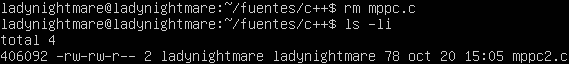 ladynightmare@ladynightmare:~/fuentes/c++$ rm mppc.c
ladynightmare@ladynightmare:~/fuentes/c++$ ls -li
total 4
406092 -rw-rw-r-- 2 ladynightmare ladynightmare 78 oct 20 15:05 mppc2.c